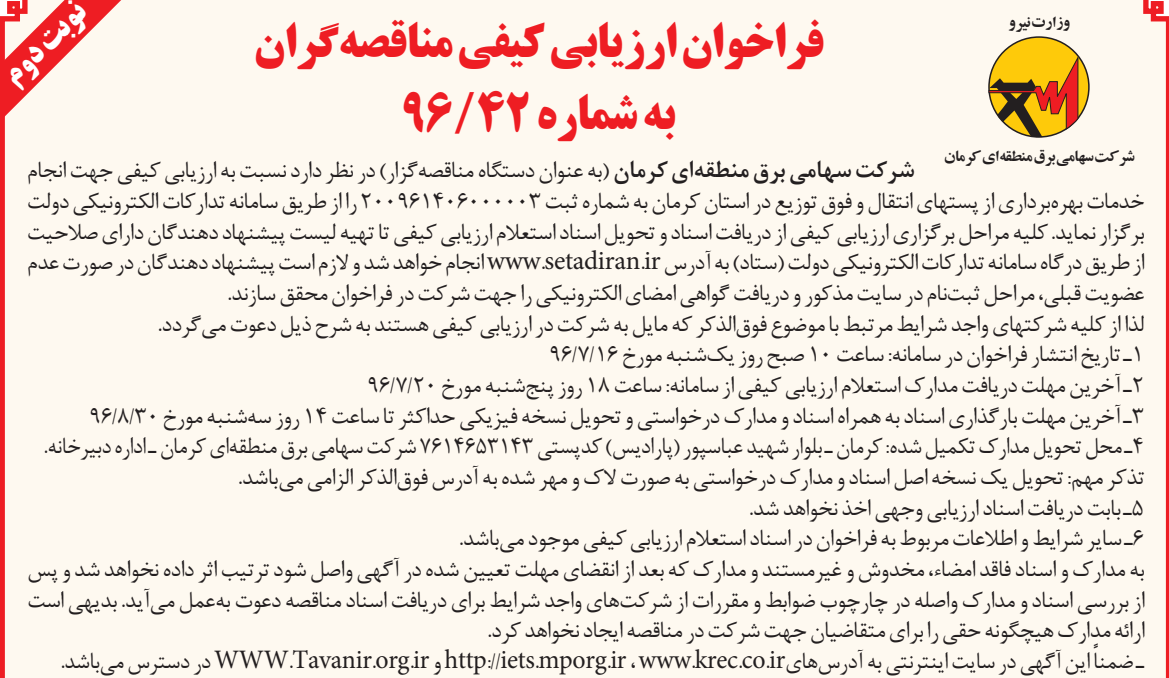 نوبت دوم
وزارت نیرو
فراخوان ارزیابی کیفی مناقصه‌گران
به شماره ۹۶/۴۲
شرکت سهامی برق منطقه‌ای کرمان
شرکت سهامی برق منطقه‌ای کرمان (به عنوان دستگاه مناقصه‌گزار) در نظر دارد نسبت به ارزیابی کیفی جهت انجام
خدمات بهره‌برداری از پستهای انتقال و فوق توزیع در استان کرمان به شماره ثبت ۲۰۰۹۶۱۴۰۶۰۰۰۰۰۳ را از طریق سامانه تدارکات الکترونیکی دولت
برگزار نماید. کلیه مراحل برگزاری ارزیابی کیفی از دریافت اسناد و تحویل اسناد استعلام ارزیابی کیفی تا تهیه لیست پیشنهاد دهندگان دارای صلاحیت
از طریق درگاه سامانه تدارکات الکترونیکی دولت (ستاد) به آدرس www.setadiran.ir انجام خواهد شد و لازم است پیشنهاد دهندگان در صورت عدم
عضویت قبلی، مراحل ثبت‌نام در سایت مذکور و دریافت گواهی امضای الکترونیکی را جهت شرکت در فراخوان محقق سازند.
لذا از کلیه شرکتهای واجد شرایط مرتبط با موضوع فوق‌الذکر که مایل به شرکت در ارزیابی کیفی هستند به شرح ذیل دعوت می‌گردد.
۱ـ تاریخ انتشار فراخوان در سامانه: ساعت ۱۰ صبح روز یک‌شنبه مورخ ۹۶/۷/۱۶
۲ـ آخرین مهلت دریافت مدارک استعلام ارزیابی کیفی از سامانه: ساعت ۱۸ روز پنج‌شنبه مورخ ۹۶/۷/۲۰
۳ـ آخرین مهلت بارگذاری اسناد به همراه اسناد و مدارک درخواستی و تحویل نسخه فیزیکی حداکثر تا ساعت ۱۴ روز سه‌شنبه مورخ ۹۶/۸/۳۰
۴ـ محل تحویل مدارک تکمیل شده: کرمان ـ بلوار شهید عباسپور (پارادیس) کدپستی ۷۶۱۴۶۵۳۱۴۳ شرکت سهامی برق منطقه‌ای کرمان ـ اداره دبیرخانه.
تذکر مهم: تحویل یک نسخه اصل اسناد و مدارک درخواستی به صورت لاک و مهر شده به آدرس فوق‌الذکر الزامی می‌باشد.
۵ـ بابت دریافت اسناد ارزیابی وجهی اخذ نخواهد شد.
۶ـ سایر شرایط و اطلاعات مربوط به فراخوان در اسناد استعلام ارزیابی کیفی موجود می‌باشد.
به مدارک و اسناد فاقد امضاء، مخدوش و غیرمستند و مدارک که بعد از انقضای مهلت تعیین شده در آگهی واصل شود ترتیب اثر داده نخواهد شد و پس
از بررسی اسناد و مدارک واصله در چارچوب ضوابط و مقررات از شرکت‌های واجد شرایط برای دریافت اسناد مناقصه دعوت به‌عمل می‌آید. بدیهی است
ارائه مدارک هیچگونه حقی را برای متقاضیان جهت شرکت در مناقصه ایجاد نخواهد کرد.
ـ ضمناً این آگهی در سایت اینترنتی به آدرس‌های www.krec.co.ir ، http://iets.mporg.ir و WWW.Tavanir.org.ir در دسترس می‌باشد.